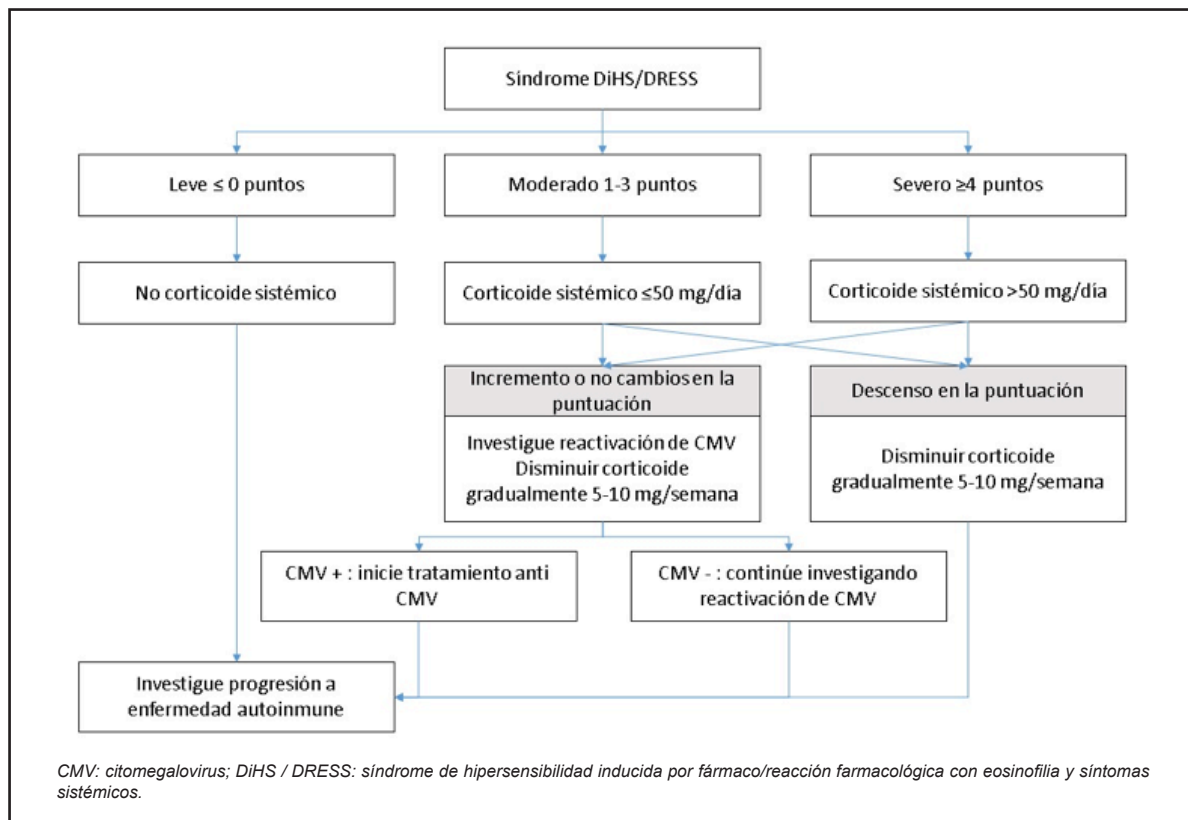 Síndrome DiHS/DRESS
Leve ≤ 0 puntos
Moderado 1-3 puntos
Severo ≥4 puntos
No corticoide sistémico
Corticoide sistémico ≤50 mg/día
Corticoide sistémico >50 mg/día
Incremento o no cambios en la
puntuación
Investigue reactivación de CMV
Disminuir corticoide
gradualmente 5-10 mg/semana
Descenso en la puntuación
Disminuir corticoide
gradualmente 5-10 mg/semana
CMV + : inicie tratamiento anti
CMV
CMV - : continúe investigando
reactivación de CMV
Investigue progresión a
enfermedad autoinmune
CMV: citomegalovirus; DiHS / DRESS: síndrome de hipersensibilidad inducida por fármaco/reacción farmacológica con eosinofilia y síntomas
sistémicos.